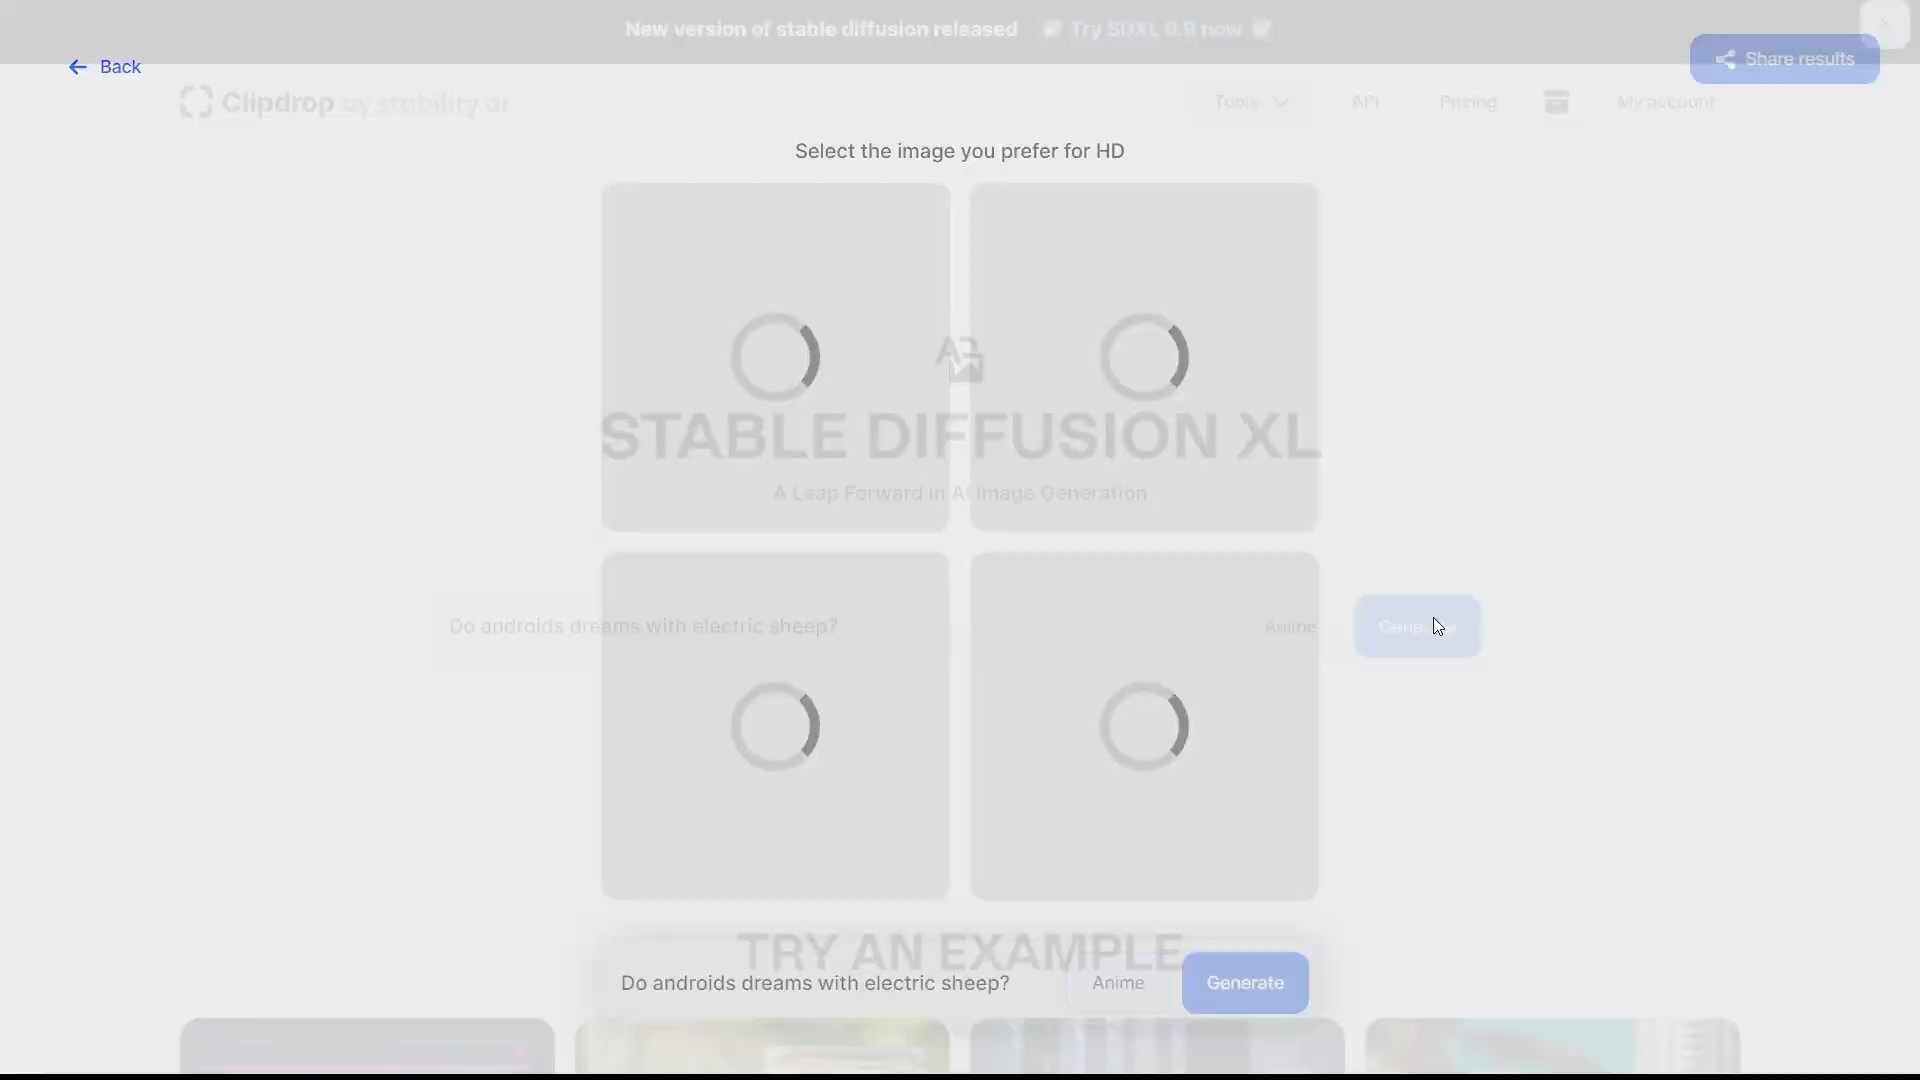 New version of stable diffusion released Try SDXL 0.9 now
Back
Share results
Clipdrop by stability.ai
Tools
API
Pricing
My account
Select the image you prefer for HD
STABLE DIFFUSION XL
A Leap Forward in AI Image Generation
Do androids dreams with electric sheep?
Anime
Generate
TRY AN EXAMPLE
Do androids dreams with electric sheep?
Anime
Generate